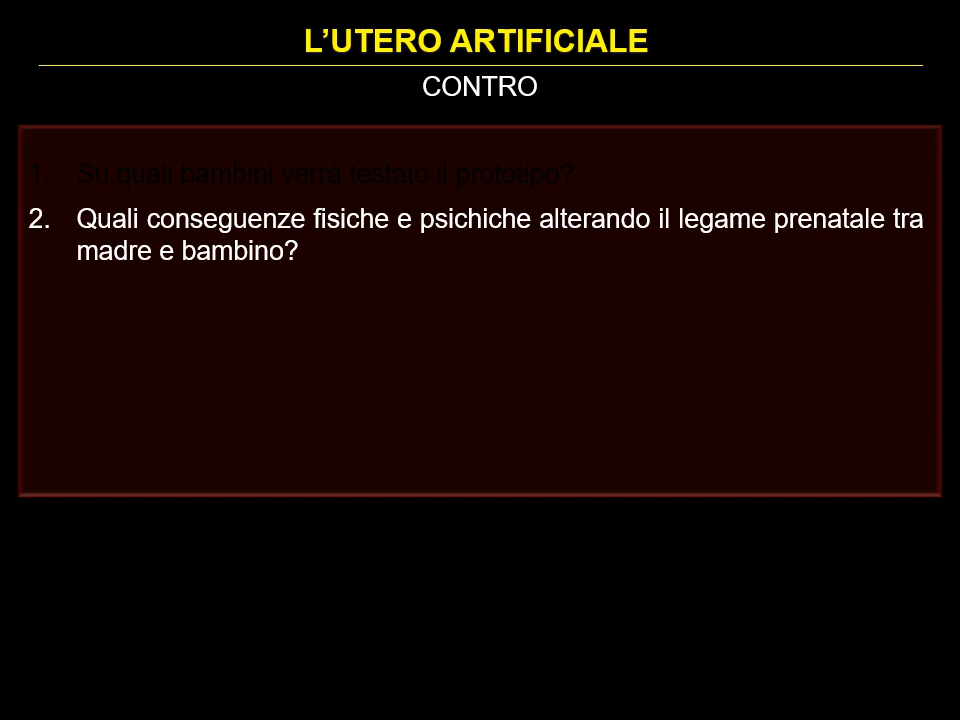 L’UTERO ARTIFICIALE
CONTRO
1. Su quali bambini verrà testato il prototipo?
2. Quali conseguenze fisiche e psichiche alterando il legame prenatale tra
madre e bambino?